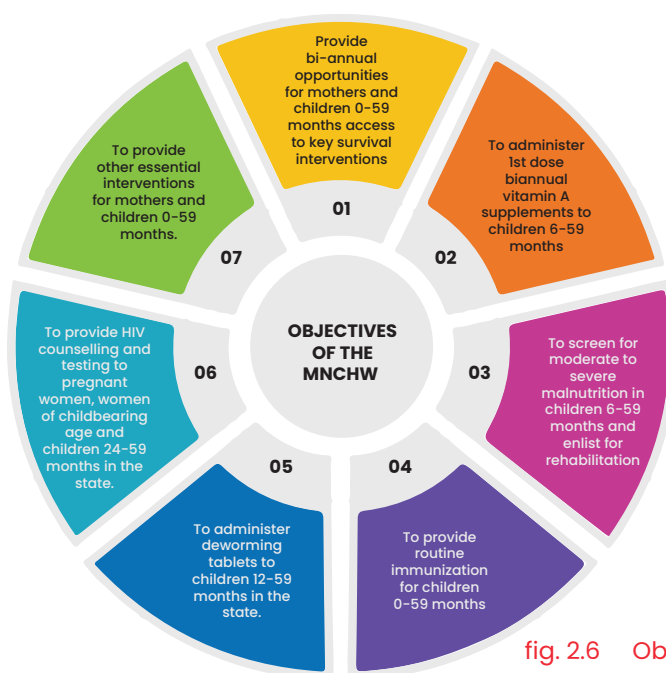 Provide
bi-annual
opportunities
for mothers and
children 0-59
months access
to key survival
interventions
01
To administer
1st dose
biannual
vitamin A
supplements to
children 6-59
months
02
To screen for
moderate to
severe
malnutrition in
children 6-59
months and
enlist for
rehabilitation
03
To provide
routine
immunization
for children
0-59 months
04
To administer
deworming
tablets to
children 12-59
months in the
state.
05
To provide HIV
counselling and
testing to
pregnant
women, women
of childbearing
age and
children 24-59
months in the
state.
06
To provide
other essential
interventions
for mothers and
children 0-59
months.
07
OBJECTIVES
OF THE
MNCHW
fig. 2.6 Ob